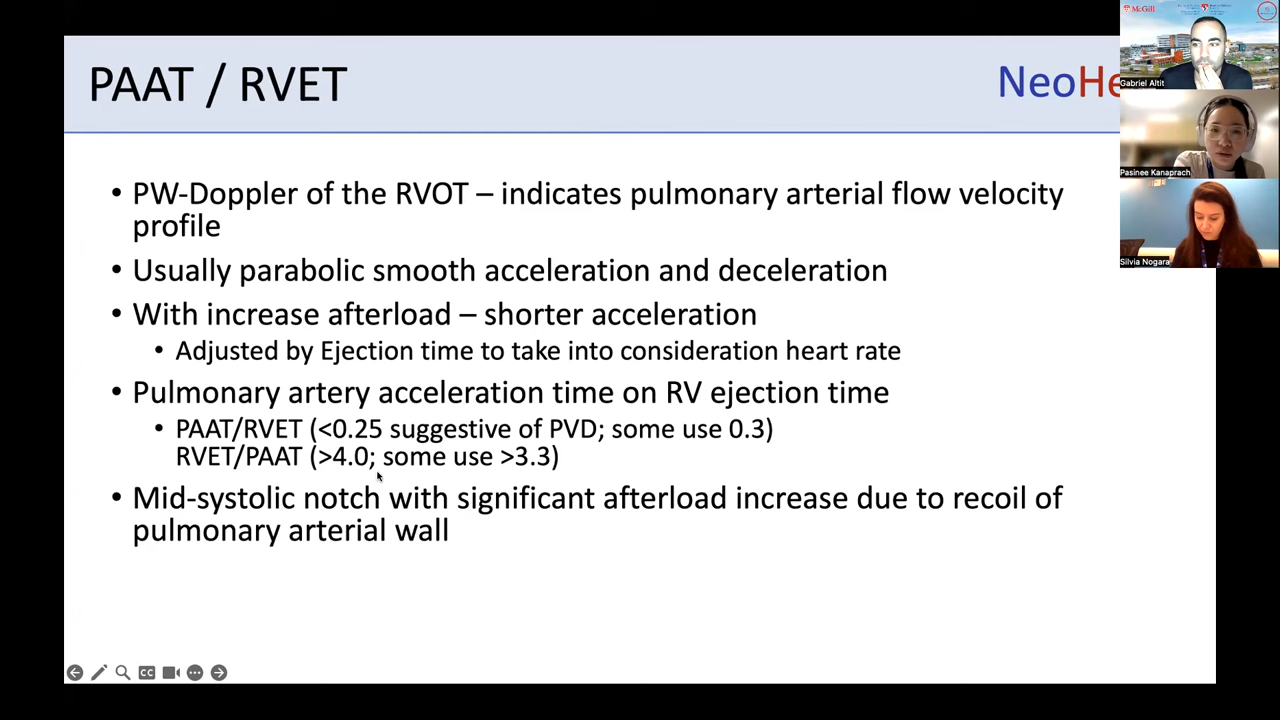 PAAT / RVET
NeoHe
• PW-Doppler of the RVOT – indicates pulmonary arterial flow velocity
profile
• Usually parabolic smooth acceleration and deceleration
• With increase afterload – shorter acceleration
• Adjusted by Ejection time to take into consideration heart rate
• Pulmonary artery acceleration time on RV ejection time
• PAAT/RVET (<0.25 suggestive of PVD; some use 0.3)
RVET/PAAT (>4.0; some use >3.3)
• Mid-systolic notch with significant afterload increase due to recoil of
pulmonary arterial wall
CC
McGill
Gabriel Altit
Pasinee Kanaprach
Silvia Nogara